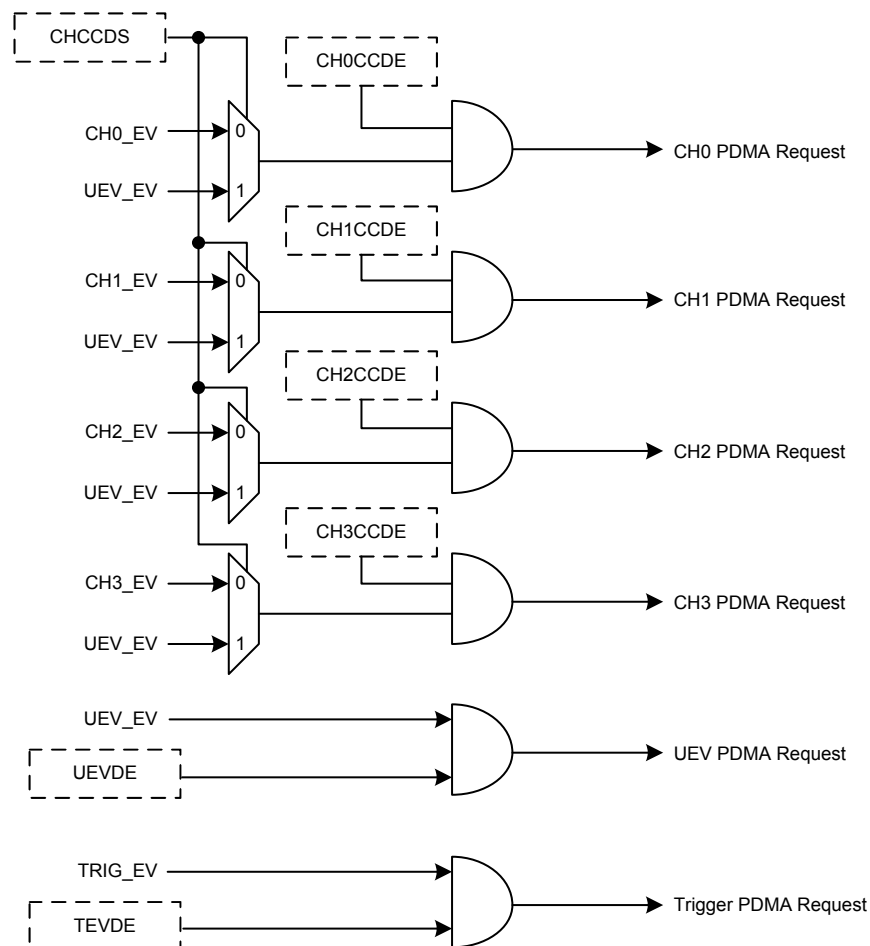 CHCCDS
CH0CCDE
CH0_EV
0
CH0 PDMA Request
UEV_EV
1
CH1CCDE
CH1_EV
0
CH1 PDMA Request
UEV_EV
1
CH2CCDE
CH2_EV
0
CH2 PDMA Request
UEV_EV
1
CH3CCDE
CH3_EV
0
CH3 PDMA Request
UEV_EV
1
UEV_EV
UEV PDMA Request
UEVDE
TRIG_EV
Trigger PDMA Request
TEVDE